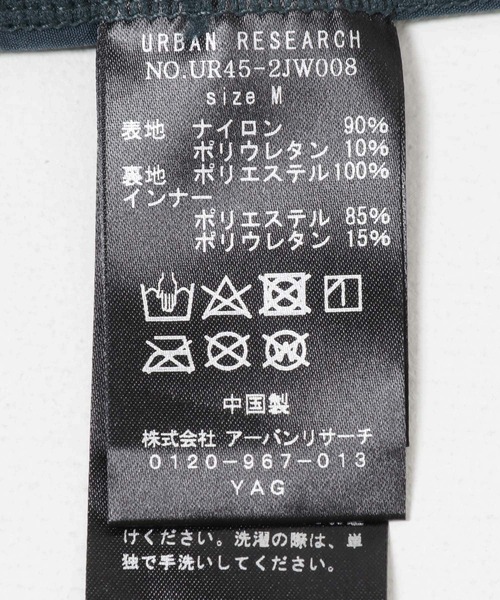 URBAN RESEARCH
NO.UR45-2JW008
size M
表地 ナイロン 90%
ポリウレタン 10%
裏地 ポリエステル 100%
インナー
ポリエステル 85%
ポリウレタン 15%
中国製
株式会社 アーバンリサーチ
0120-967-013
YAG
けください。洗濯の際は、単
独で手洗いしてください。